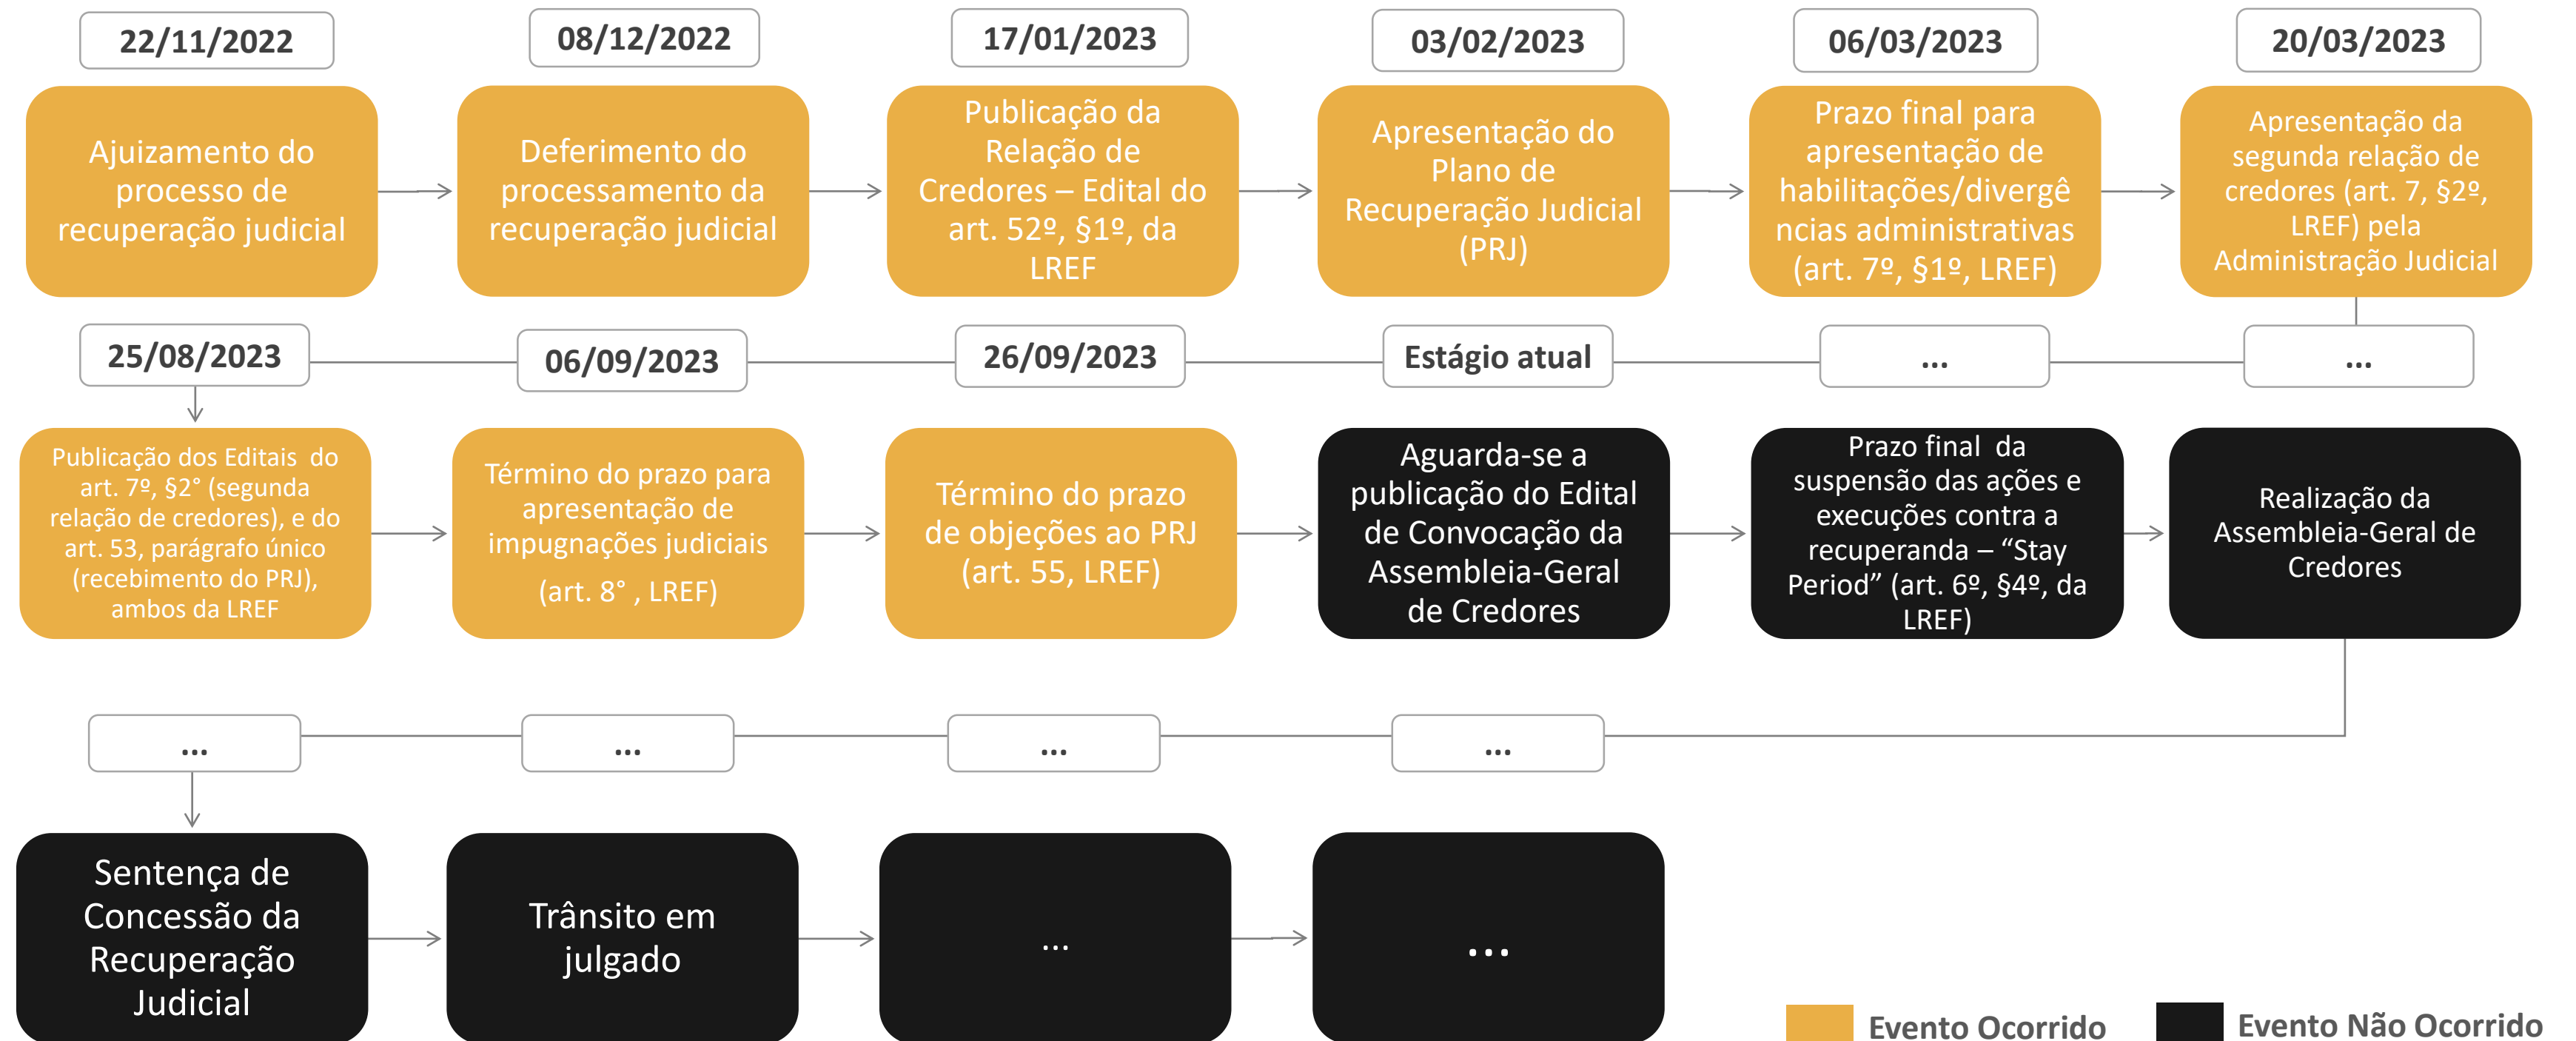 22/11/2022
08/12/2022
17/01/2023
03/02/2023
06/03/2023
20/03/2023
Ajuizamento do
processo de
recuperação judicial
Deferimento do
processamento da
recuperação judicial
Publicação da
Relação de
Credores – Edital do
art. 52º, §1º, da
LREF
Apresentação do
Plano de
Recuperação Judicial
(PRJ)
Prazo final para
apresentação de
habilitações/divergê
ncias administrativas
(art. 7º, §1º, LREF)
Apresentação da
segunda relação de
credores (art. 7, §2º,
LREF) pela
Administração Judicial
25/08/2023
06/09/2023
26/09/2023
Estágio atual
...
...
Publicação dos Editais do
art. 7º, §2° (segunda
relação de credores), e do
art. 53, parágrafo único
(recebimento do PRJ),
ambos da LREF
Término do prazo para
apresentação de
impugnações judiciais
(art. 8° , LREF)
Término do prazo
de objeções ao PRJ
(art. 55, LREF)
Aguarda-se a
publicação do Edital
de Convocação da
Assembleia-Geral
de Credores
Prazo final da
suspensão das ações e
execuções contra a
recuperanda – “Stay
Period” (art. 6º, §4º, da
LREF)
Realização da
Assembleia-Geral de
Credores
...
...
...
...
Sentença de
Concessão da
Recuperação
Judicial
Trânsito em
julgado
...
...
Evento Ocorrido
Evento Não Ocorrido